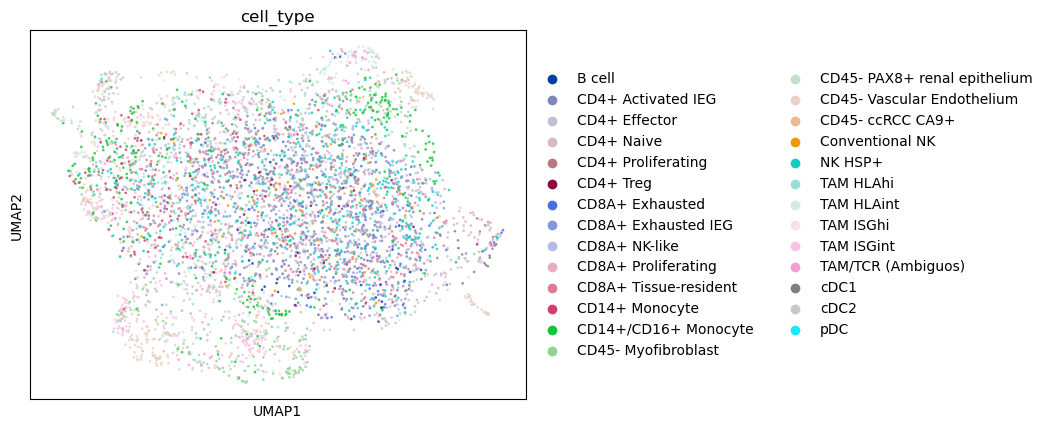 cell_type
UMAP2
UMAP1
B cell
CD4+ Activated IEG
CD4+ Effector
CD4+ Naive
CD4+ Proliferating
CD4+ Treg
CD8A+ Exhausted
CD8A+ Exhausted IEG
CD8A+ NK-like
CD8A+ Proliferating
CD8A+ Tissue-resident
CD14+ Monocyte
CD14+/CD16+ Monocyte
CD45- Myofibroblast
CD45- PAX8+ renal epithelium
CD45- Vascular Endothelium
CD45- ccRCC CA9+
Conventional NK
NK HSP+
TAM HLAhi
TAM HLAint
TAM ISGhi
TAM ISGint
TAM/TCR (Ambiguos)
cDC1
cDC2
pDC